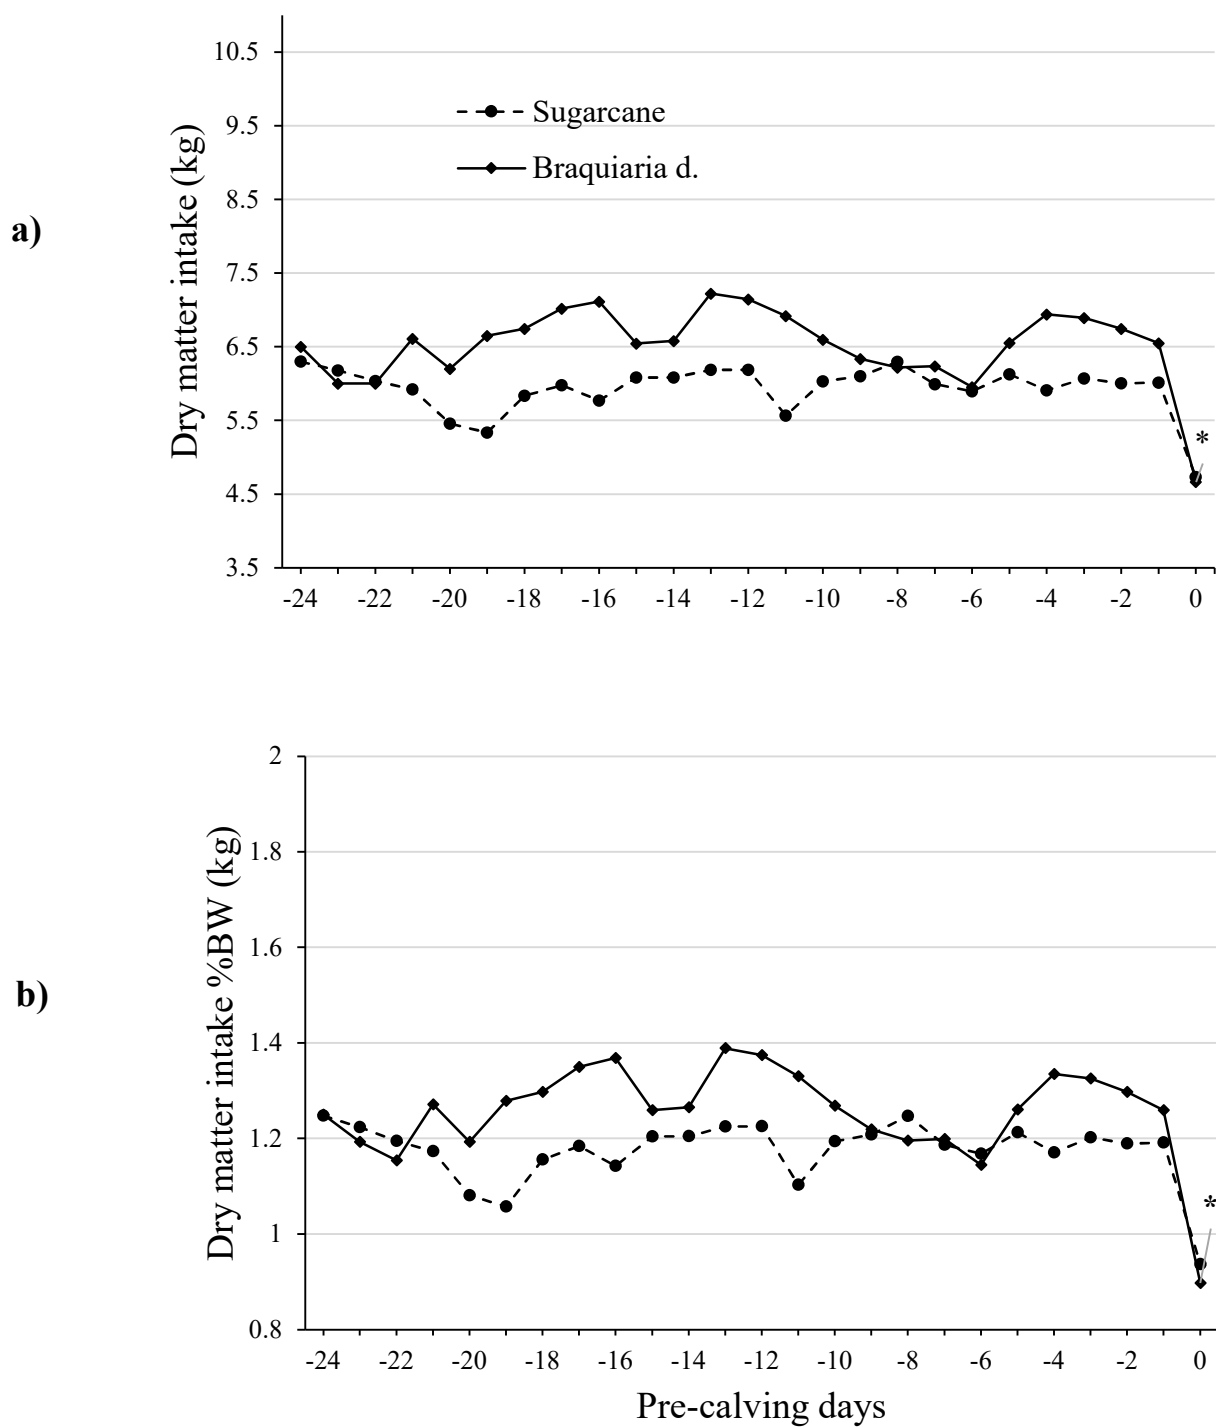 a)
Dry matter intake (kg)
10.5
9.5
8.5
7.5
6.5
5.5
4.5
3.5
Sugarcane
Braquiaria d.
*
-24 -22 -20 -18 -16 -14 -12 -10 -8 -6 -4 -2 0
b)
Dry matter intake %BW (kg)
2
1.8
1.6
1.4
1.2
1
0.8
*
-24 -22 -20 -18 -16 -14 -12 -10 -8 -6 -4 -2 0
Pre-calving days